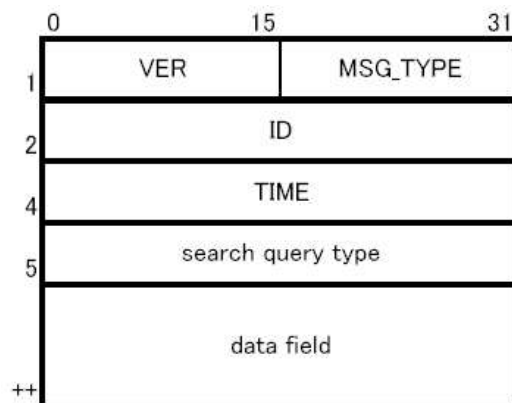 0 15 31
VER MSG_TYPE
1
ID
2
TIME
4
search query type
5
data field
++